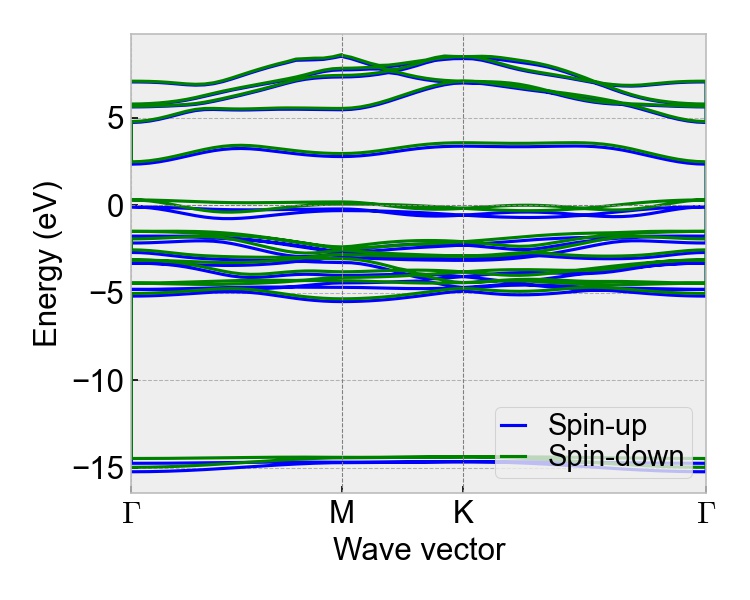 Energy (eV)
5
0
−5
−10
−15
Spin-up
Spin-down
Γ M K Γ
Wave vector